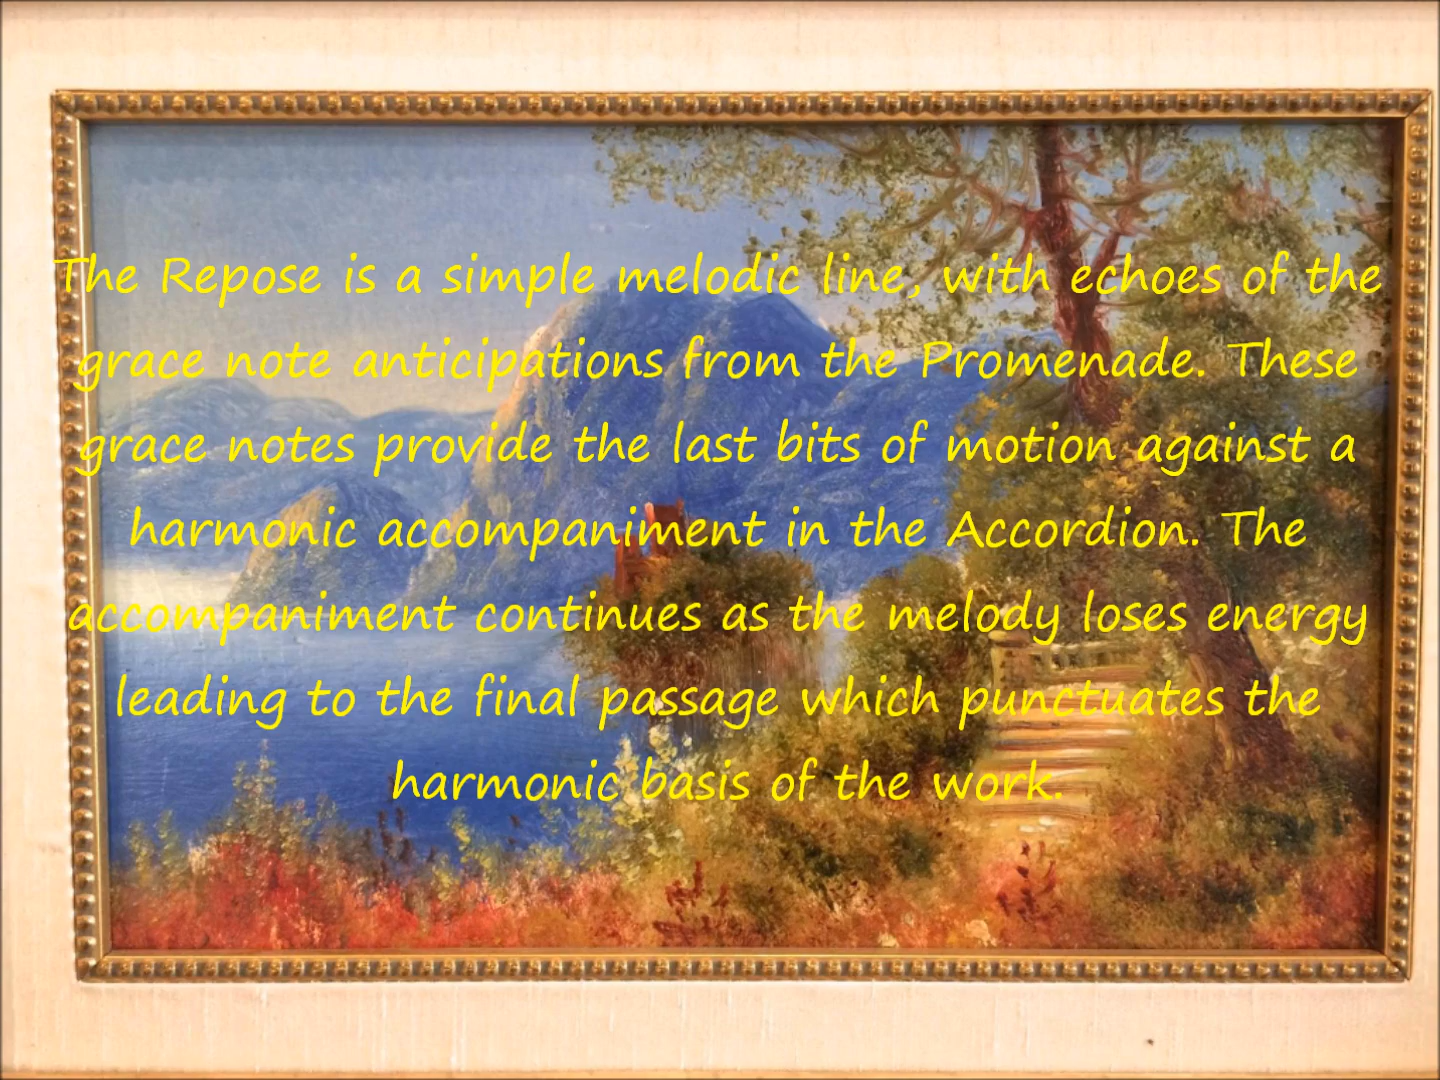 The Repose is a simple melodic line, with echoes of the
grace note anticipations from the Promenade. These
grace notes provide the last bits of motion against a
harmonic accompaniment in the Accordion. The
accompaniment continues as the melody loses energy
leading to the final passage which punctuates the
harmonic basis of the work.